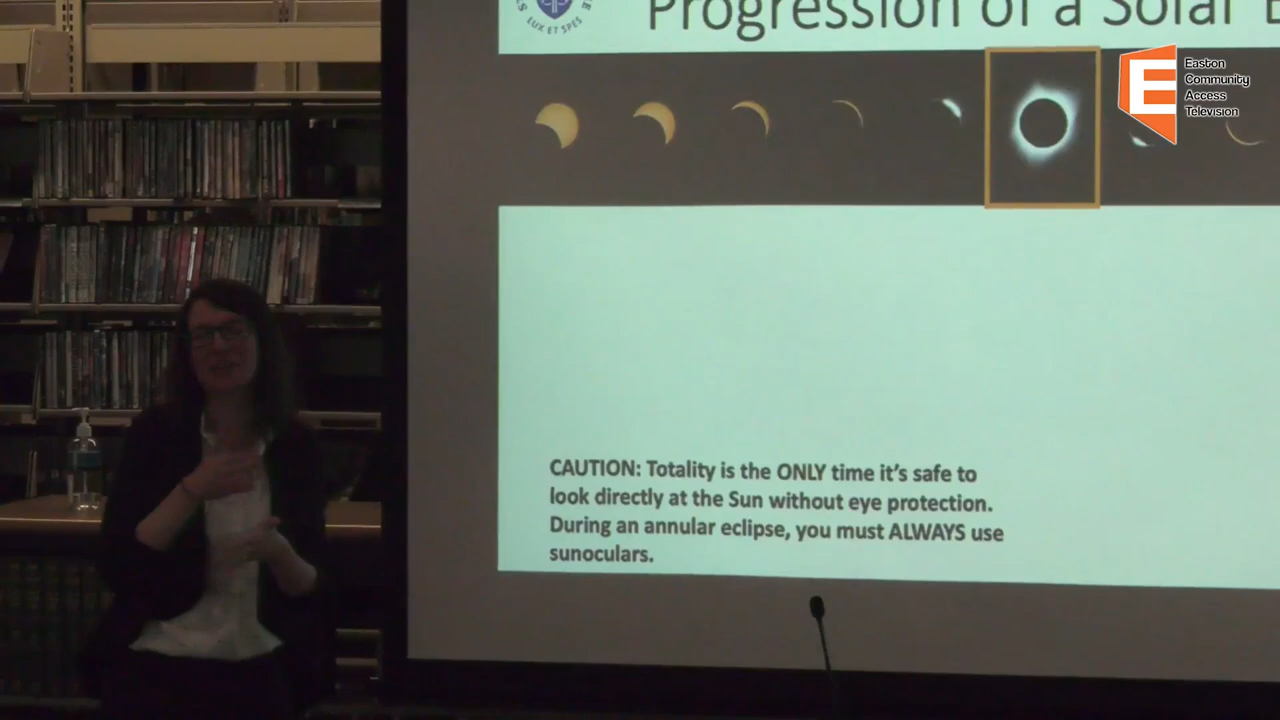 LUX ET SPES
Progression of a Solar E
Easton
Community
Access
Television
CAUTION: Totality is the ONLY time it's safe to
look directly at the Sun without eye protection.
During an annular eclipse, you must ALWAYS use
sunoculars.